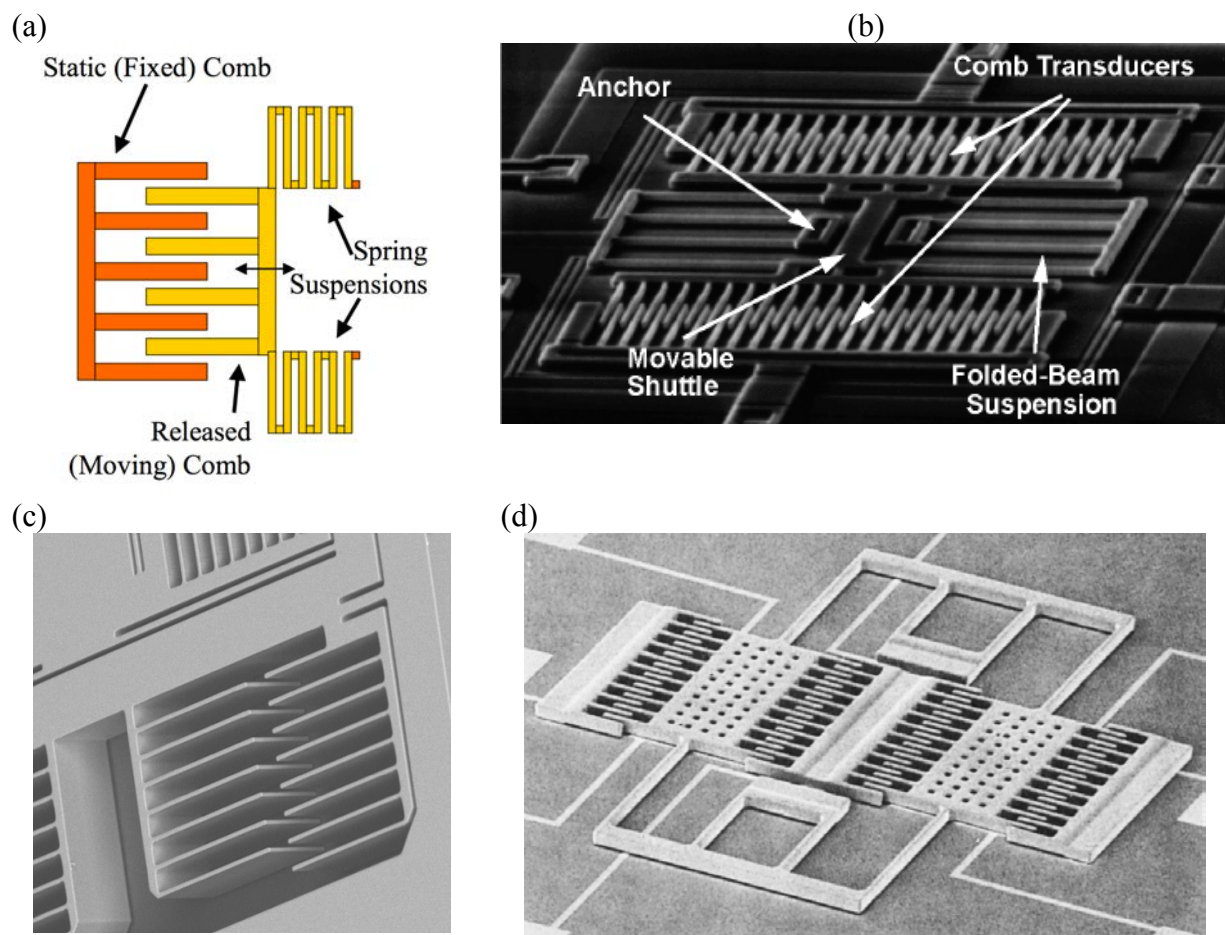 (a)
Static (Fixed) Comb
Spring
Suspensions
Released
(Moving) Comb
(b)
Anchor
Comb Transducers
Movable
Shuttle
Folded-Beam
Suspension
(c)
(d)